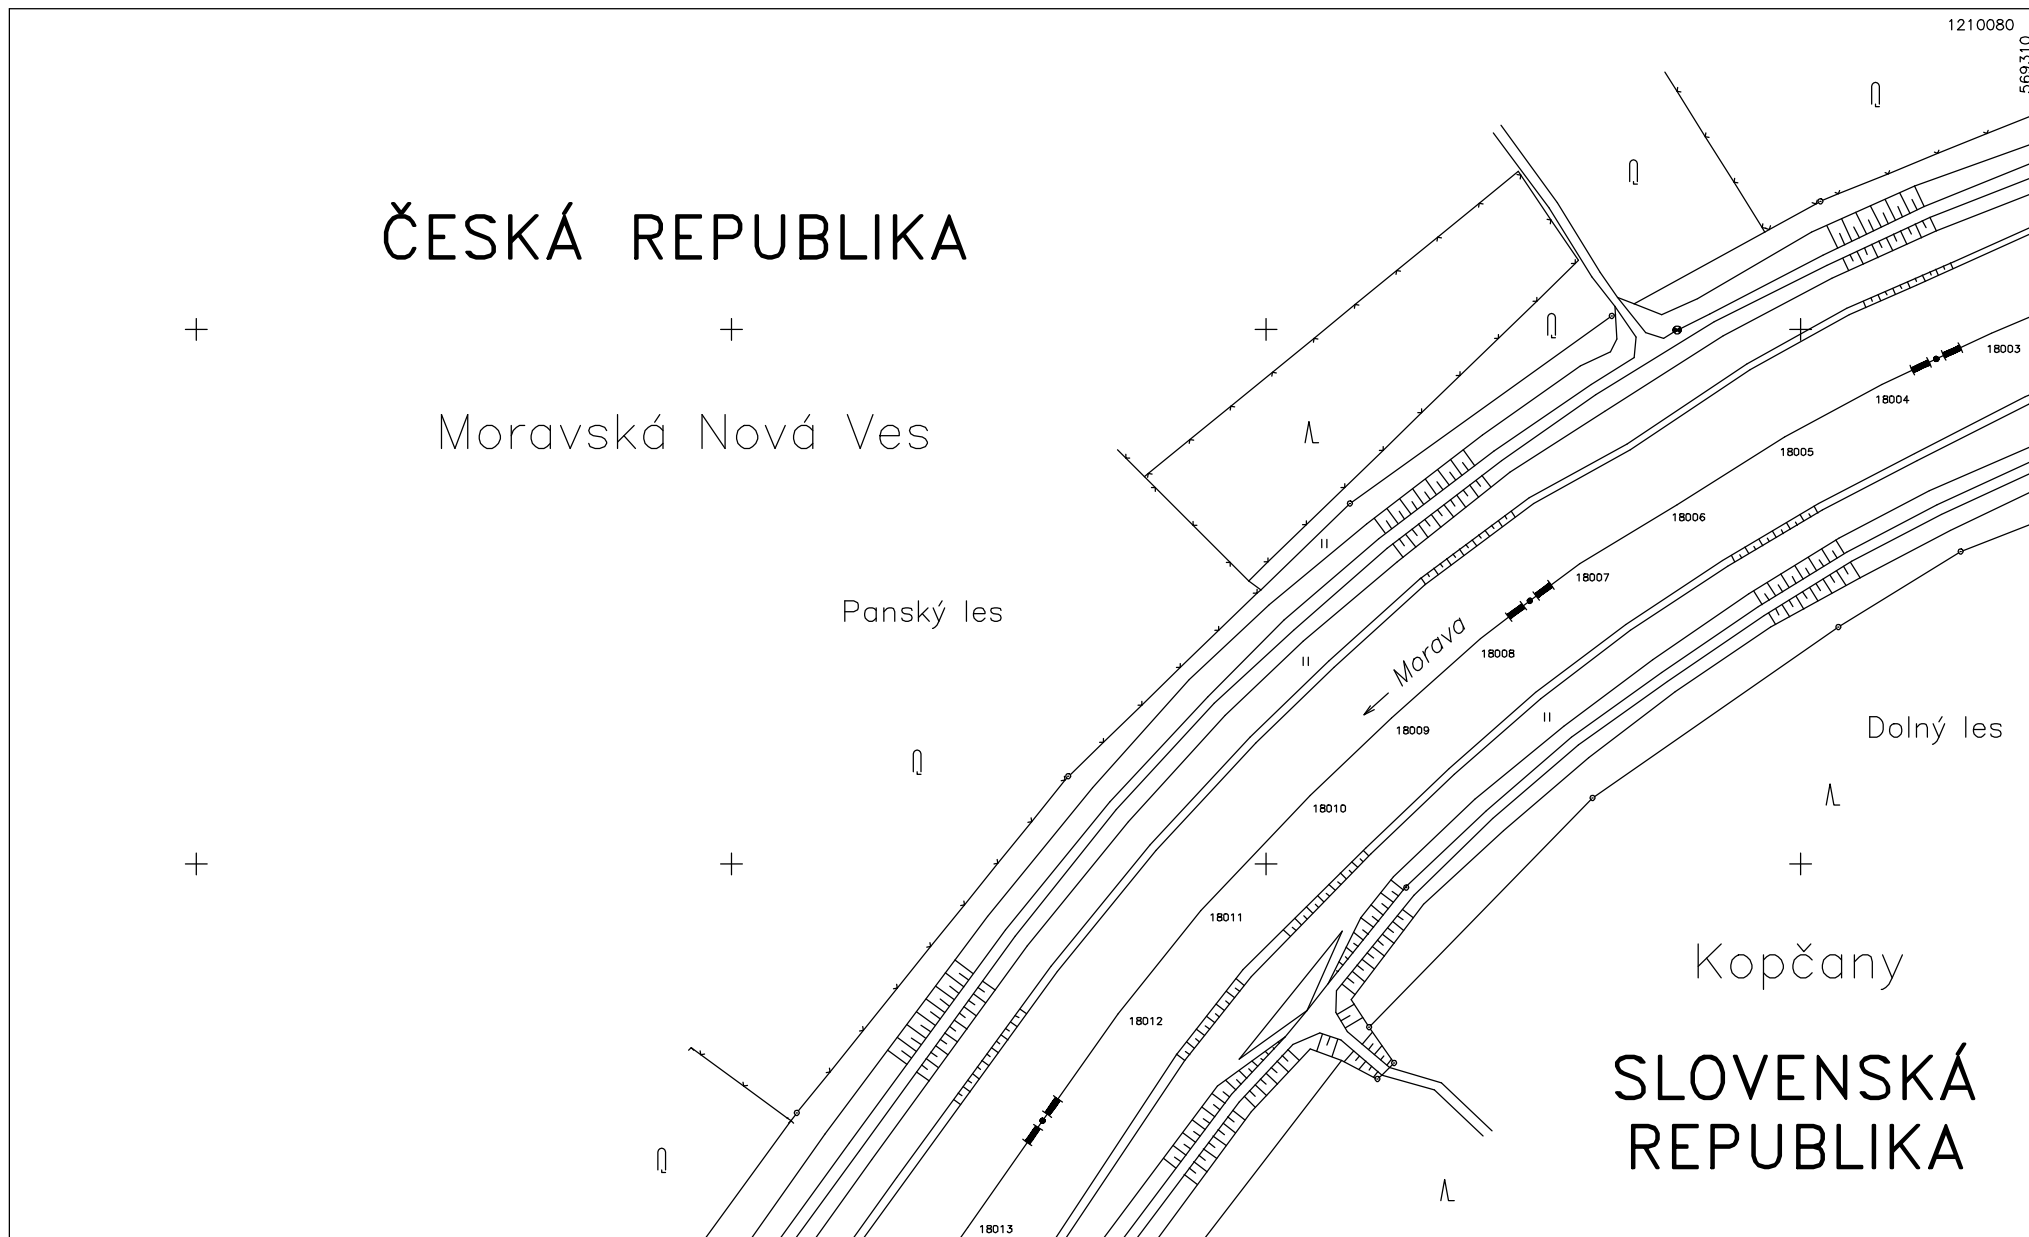 1210080
569310
ČESKÁ REPUBLIKA
18003
18004
Moravská Nová Ves
18005
18006
18007
Panský les
Morava
18008
18009
Dolný les
18010
18011
Kopčany
18012
SLOVENSKÁ
REPUBLIKA
18013